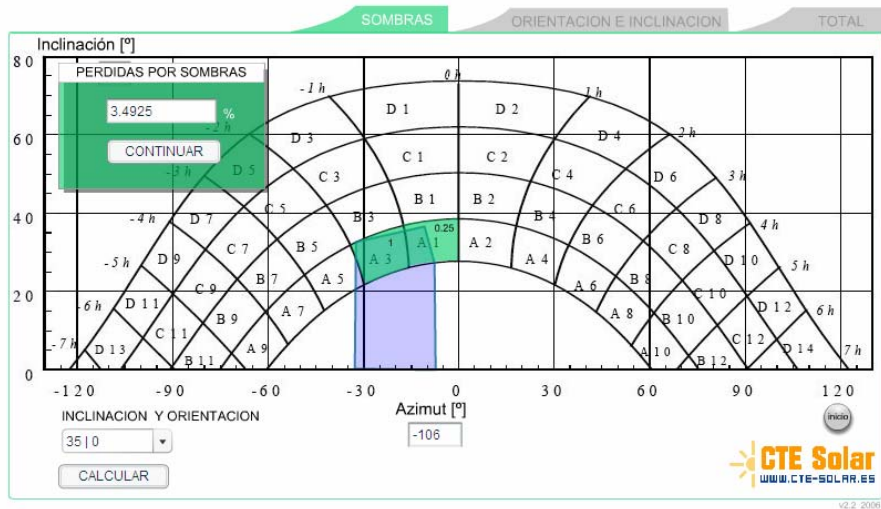 SOMBRAS ORIENTACION E INCLINACION TOTAL
Inclinación [º]
80
PERDIDAS POR SOMBRAS
3.4925 %
CONTINUAR
0 h
-1 h 1 h
D 1 D 2
-2 h 2 h
60
D 3 D 4
C 1 C 2
-3 h D 5 C 3 C 4 D 6 3 h
B 1 B 2
40
-4 h D 7 C 5 B 3 B 4 C 6 D 8 4 h
0.25
C 7 B 5 1 A 1 A 2 B 6 C 8
-5 h D 9 A 3 A 4 D 10 5 h
B 7 A 5 A 6 B 8
C 9 C 10
20
-6 h D 11 A 7 A 8 D 12 6 h
B 9 B 10
C 11 C 12
-7 h D 13 A 9 A 10 D 14 7 h
B 11 B 12
0
-120 -90 -60 -30 0 30 60 90 120
Azimut [º]
-106
INCLINACION Y ORIENTACION
35 | 0
CALCULAR
inicio
CTE Solar
WWW.CTE-SOLAR.ES
v2.2 2006